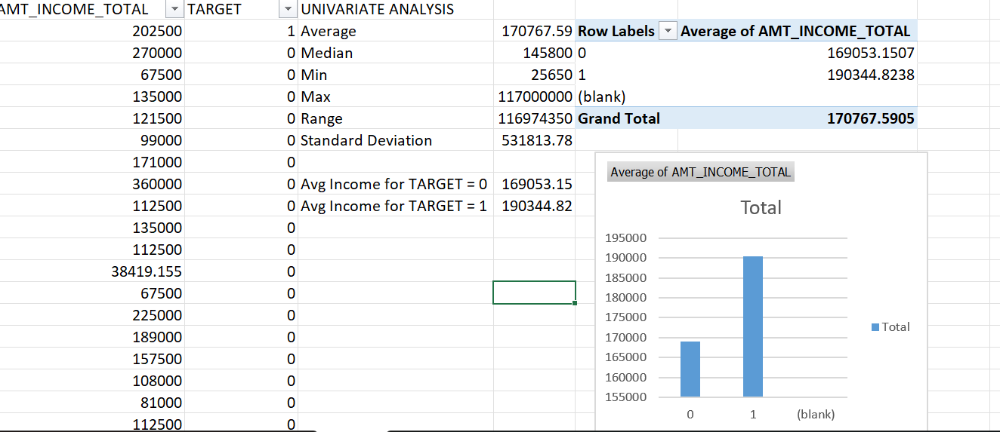 AMT_INCOME_TOTAL TARGET UNIVARIATE ANALYSIS
202500 1 Average 170767.59 Row Labels Average of AMT_INCOME_TOTAL
270000 0 Median 145800 0 169053.1507
67500 0 Min 25650 1 190344.8238
135000 0 Max 117000000 (blank)
121500 0 Range 116974350 Grand Total 170767.5905
99000 0 Standard Deviation 531813.78
171000 0
360000 0 Avg Income for TARGET = 0 169053.15
112500 0 Avg Income for TARGET = 1 190344.82
135000 0
112500 0
38419.155 0
67500 0
225000 0
189000 0
157500 0
108000 0
81000 0
112500 0
Average of AMT_INCOME_TOTAL
Total
195000
190000
185000
180000
175000
170000
165000
160000
155000
0 1 (blank)
Total